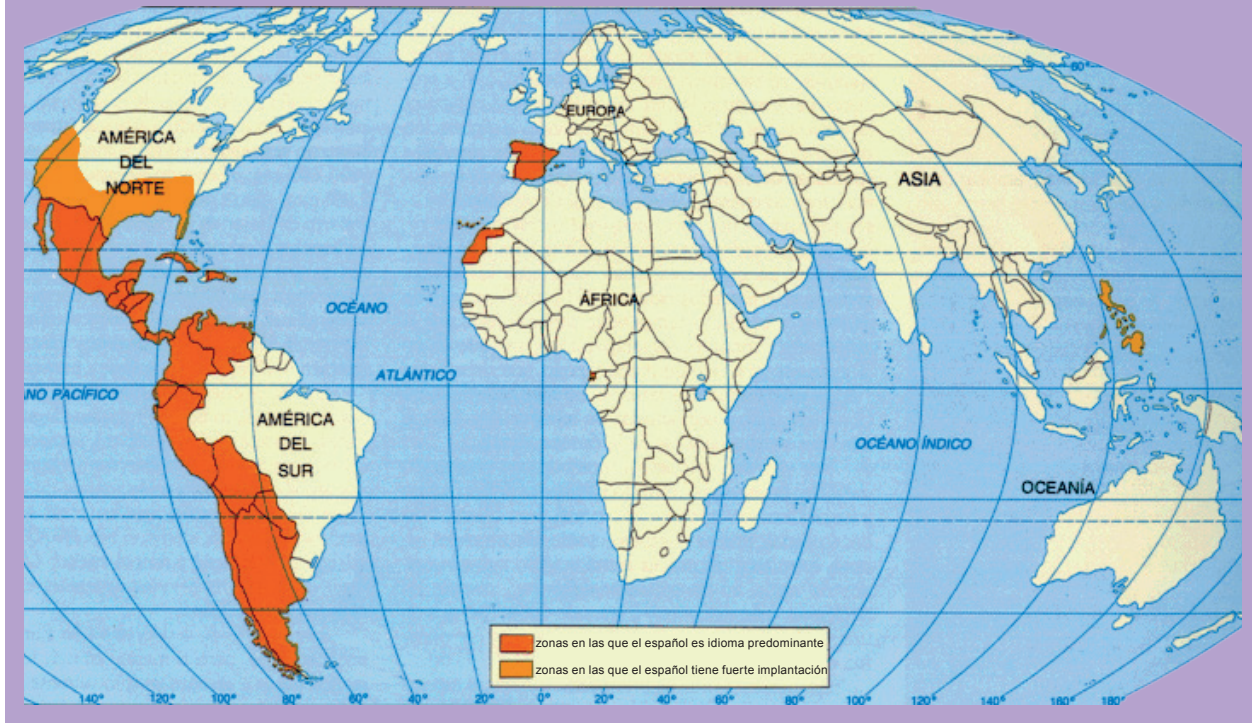 60°
EUROPA
AMÉRICA
DEL
NORTE
ASIA
ÁFRICA
OCÉANO
ATLÁNTICO
ANO PACÍFICO
AMÉRICA
DEL
SUR
OCÉANO ÍNDICO
OCEANÍA
zonas en las que el español es idioma predominante
zonas en las que el español tiene fuerte implantación
140° 120° 100° 80° 60° 40° 20° 0° 20° 40° 60° 80° 100° 120° 140° 160° 180°